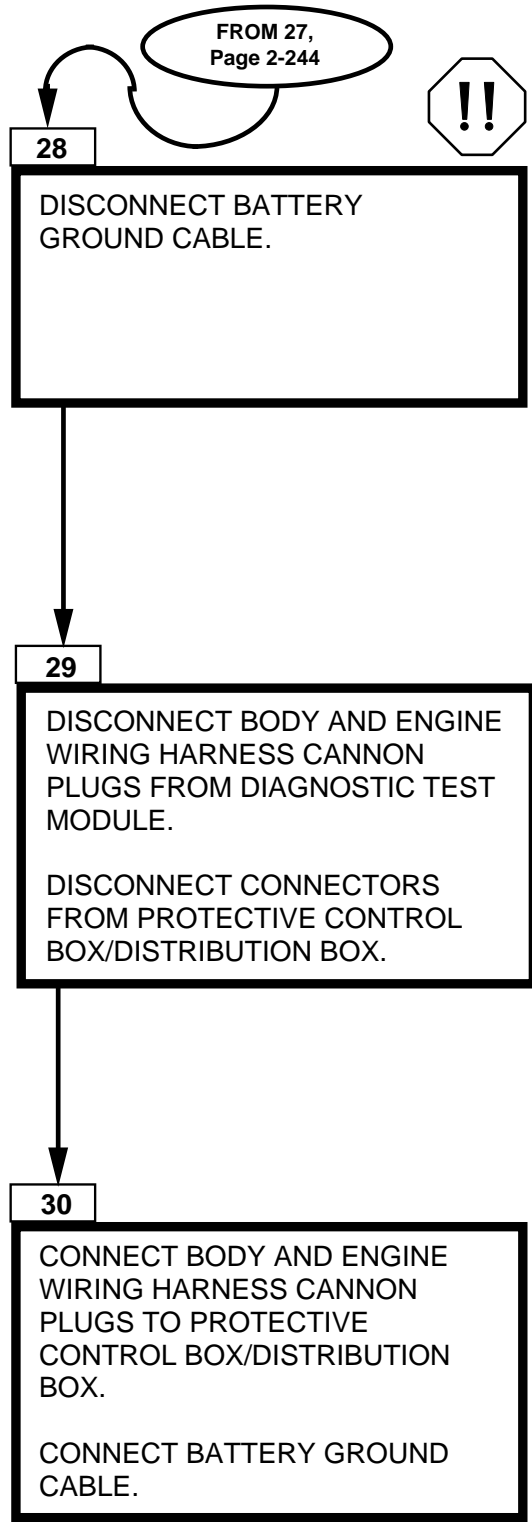 FROM 27,
Page 2-244
!!
28
DISCONNECT BATTERY
GROUND CABLE.
29
DISCONNECT BODY AND ENGINE
WIRING HARNESS CANNON
PLUGS FROM DIAGNOSTIC TEST
MODULE.
DISCONNECT CONNECTORS
FROM PROTECTIVE CONTROL
BOX/DISTRIBUTION BOX.
30
CONNECT BODY AND ENGINE
WIRING HARNESS CANNON
PLUGS TO PROTECTIVE
CONTROL BOX/DISTRIBUTION
BOX.
CONNECT BATTERY GROUND
CABLE.